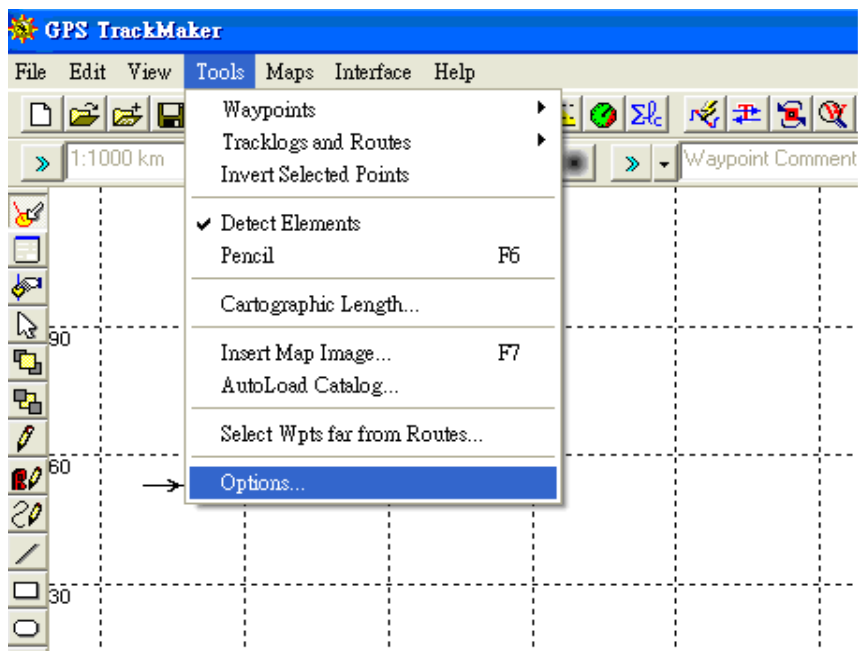 GPS TrackMaker
File Edit View Tools Maps Interface Help
1:1000 km
Waypoint Comment
Waypoints
Tracklogs and Routes
Invert Selected Points
Detect Elements
Pencil F6
Cartographic Length...
Insert Map Image... F7
AutoLoad Catalog...
Select Wpts far from Routes...
Options...
90
60
30